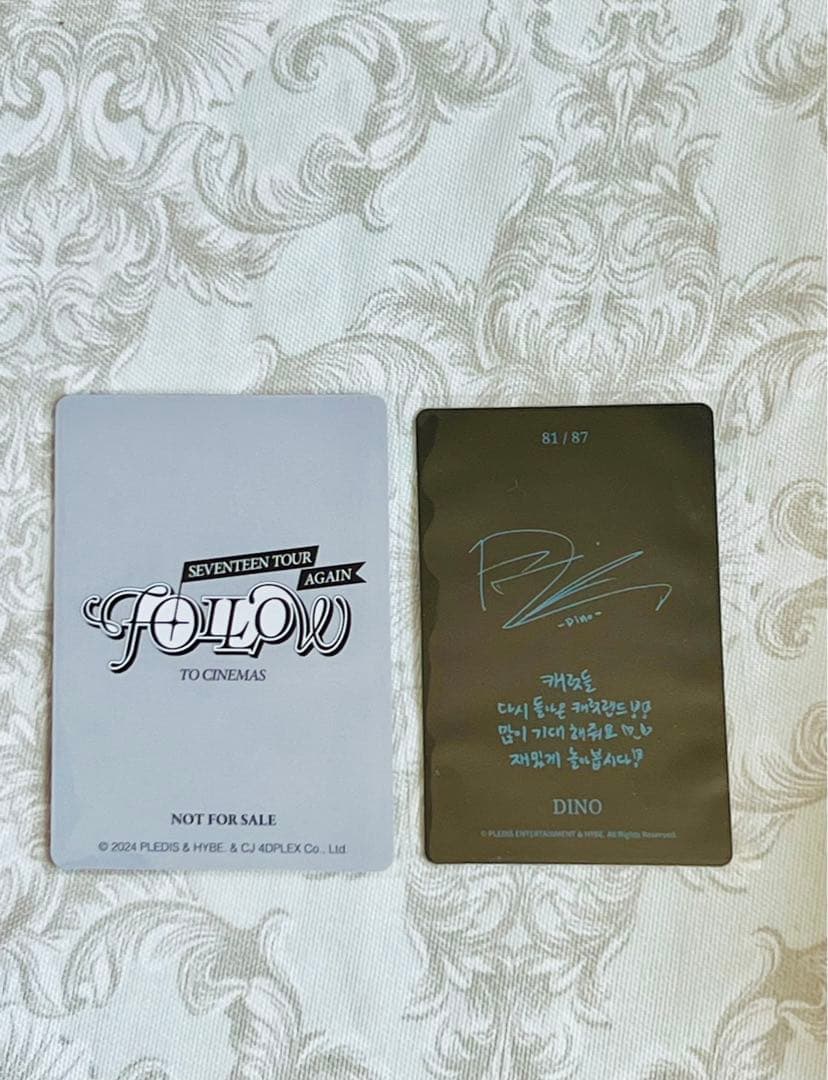 SEVENTEEN TOUR
AGAIN
FOLLOW
TO CINEMAS
NOT FOR SALE
© 2024 PLEDIS & HYBE. & CJ 4DPLEX Co., Ltd.
81 / 87
-Dino-
캐럿들
다시 돌아온 캐럿랜드!!
많이 기대 해줘요
재밌게 놀아봅시다!
DINO
© PLEDIS ENTERTAINMENT & HYBE. All Rights Reserved.